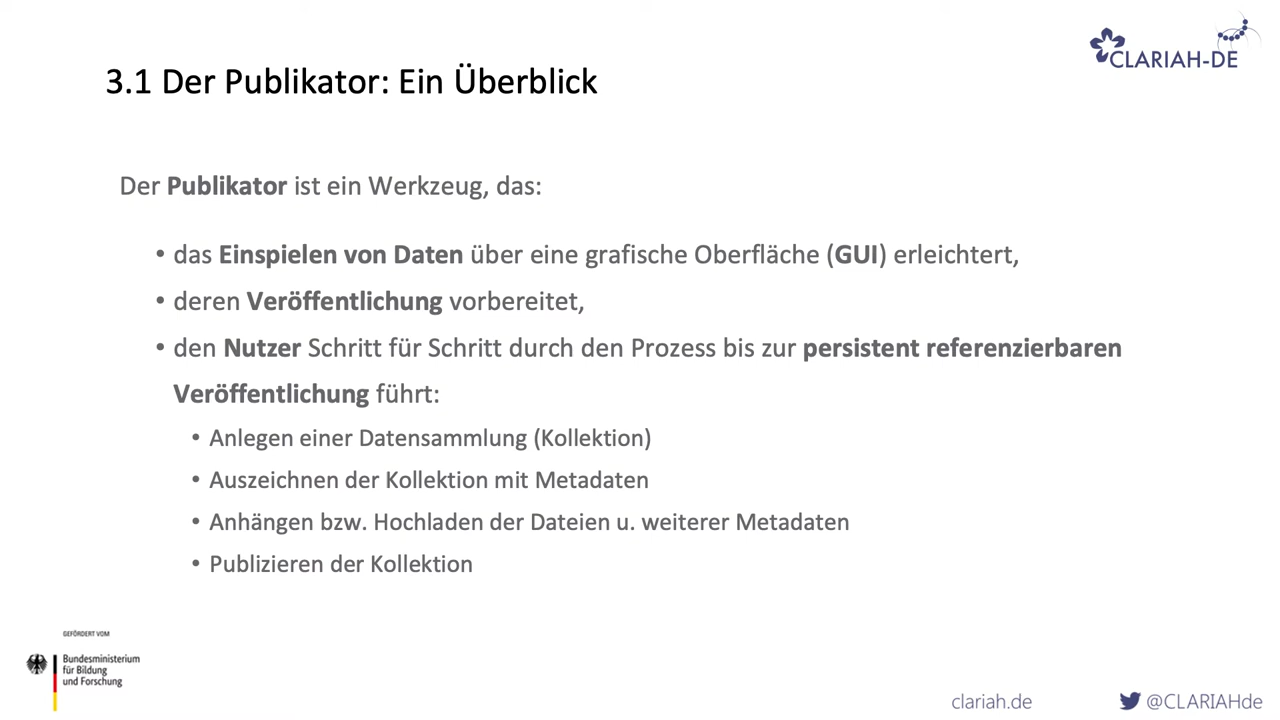 CLARIAH-DE
3.1 Der Publikator: Ein Überblick
Der Publikator ist ein Werkzeug, das:
• das Einspielen von Daten über eine grafische Oberfläche (GUI) erleichtert,
• deren Veröffentlichung vorbereitet,
• den Nutzer Schritt für Schritt durch den Prozess bis zur persistent referenzierbaren
Veröffentlichung führt:
• Anlegen einer Datensammlung (Kollektion)
• Auszeichnen der Kollektion mit Metadaten
• Anhängen bzw. Hochladen der Dateien u. weiterer Metadaten
• Publizieren der Kollektion
GEFÖRDERT VOM
Bundesministerium
für Bildung
und Forschung
clariah.de
@CLARIAHde